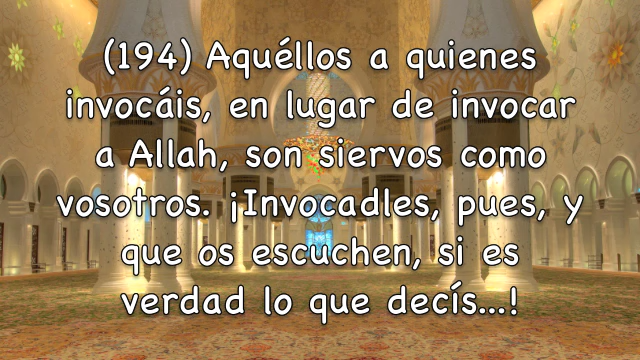 (194) Aquéllos a quienes
invocáis, en lugar de invocar
a Allah, son siervos como
vosotros. ¡Invocadles, pues, y
que os escuchen, si es
verdad lo que decís...!